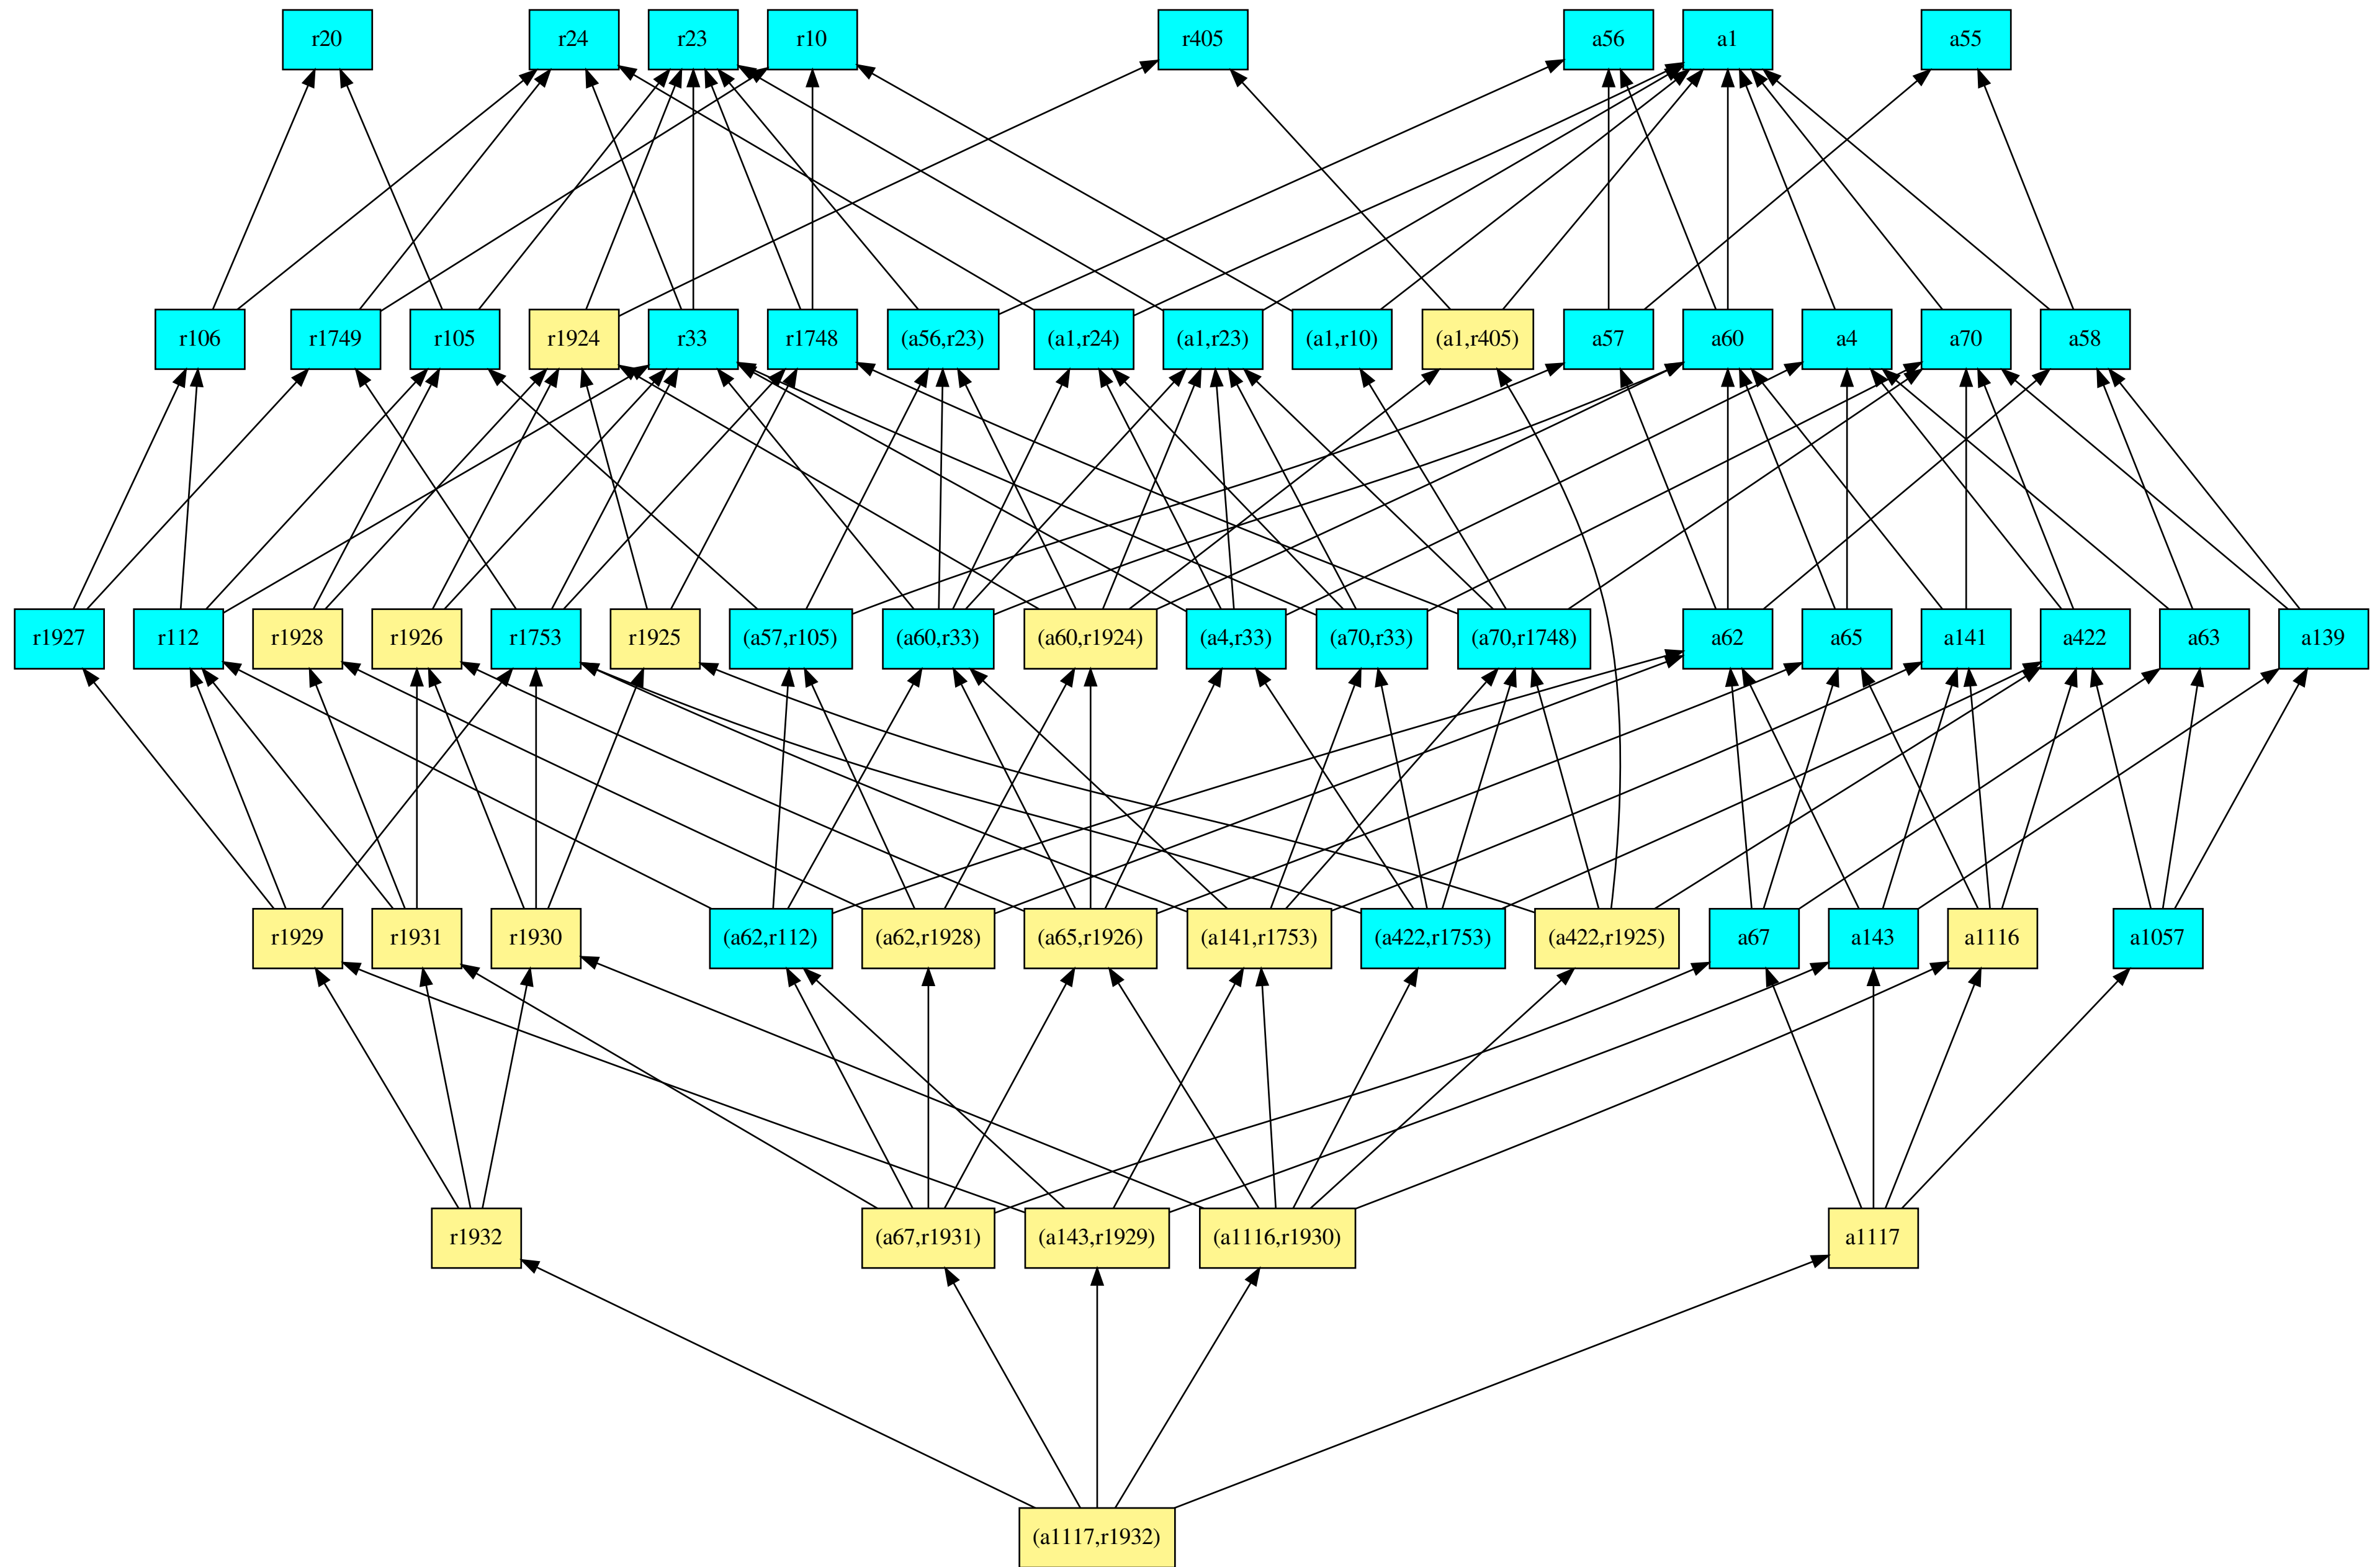 r20 r24 r23 r10 r405 a56 a1 a55
r106 r1749 r105 r1924 r33 r1748 (a56,r23) (a1,r24) (a1,r23) (a1,r10) (a1,r405) a57 a60 a4 a70 a58
r1927 r112 r1928 r1926 r1753 r1925 (a57,r105) (a60,r33) (a60,r1924) (a4,r33) (a70,r33) (a70,r1748) a62 a65 a141 a422 a63 a139
r1929 r1931 r1930 (a62,r112) (a62,r1928) (a65,r1926) (a141,r1753) (a422,r1753) (a422,r1925) a67 a143 a1116 a1057
r1932 (a67,r1931) (a143,r1929) (a1116,r1930) a1117
(a1117,r1932)